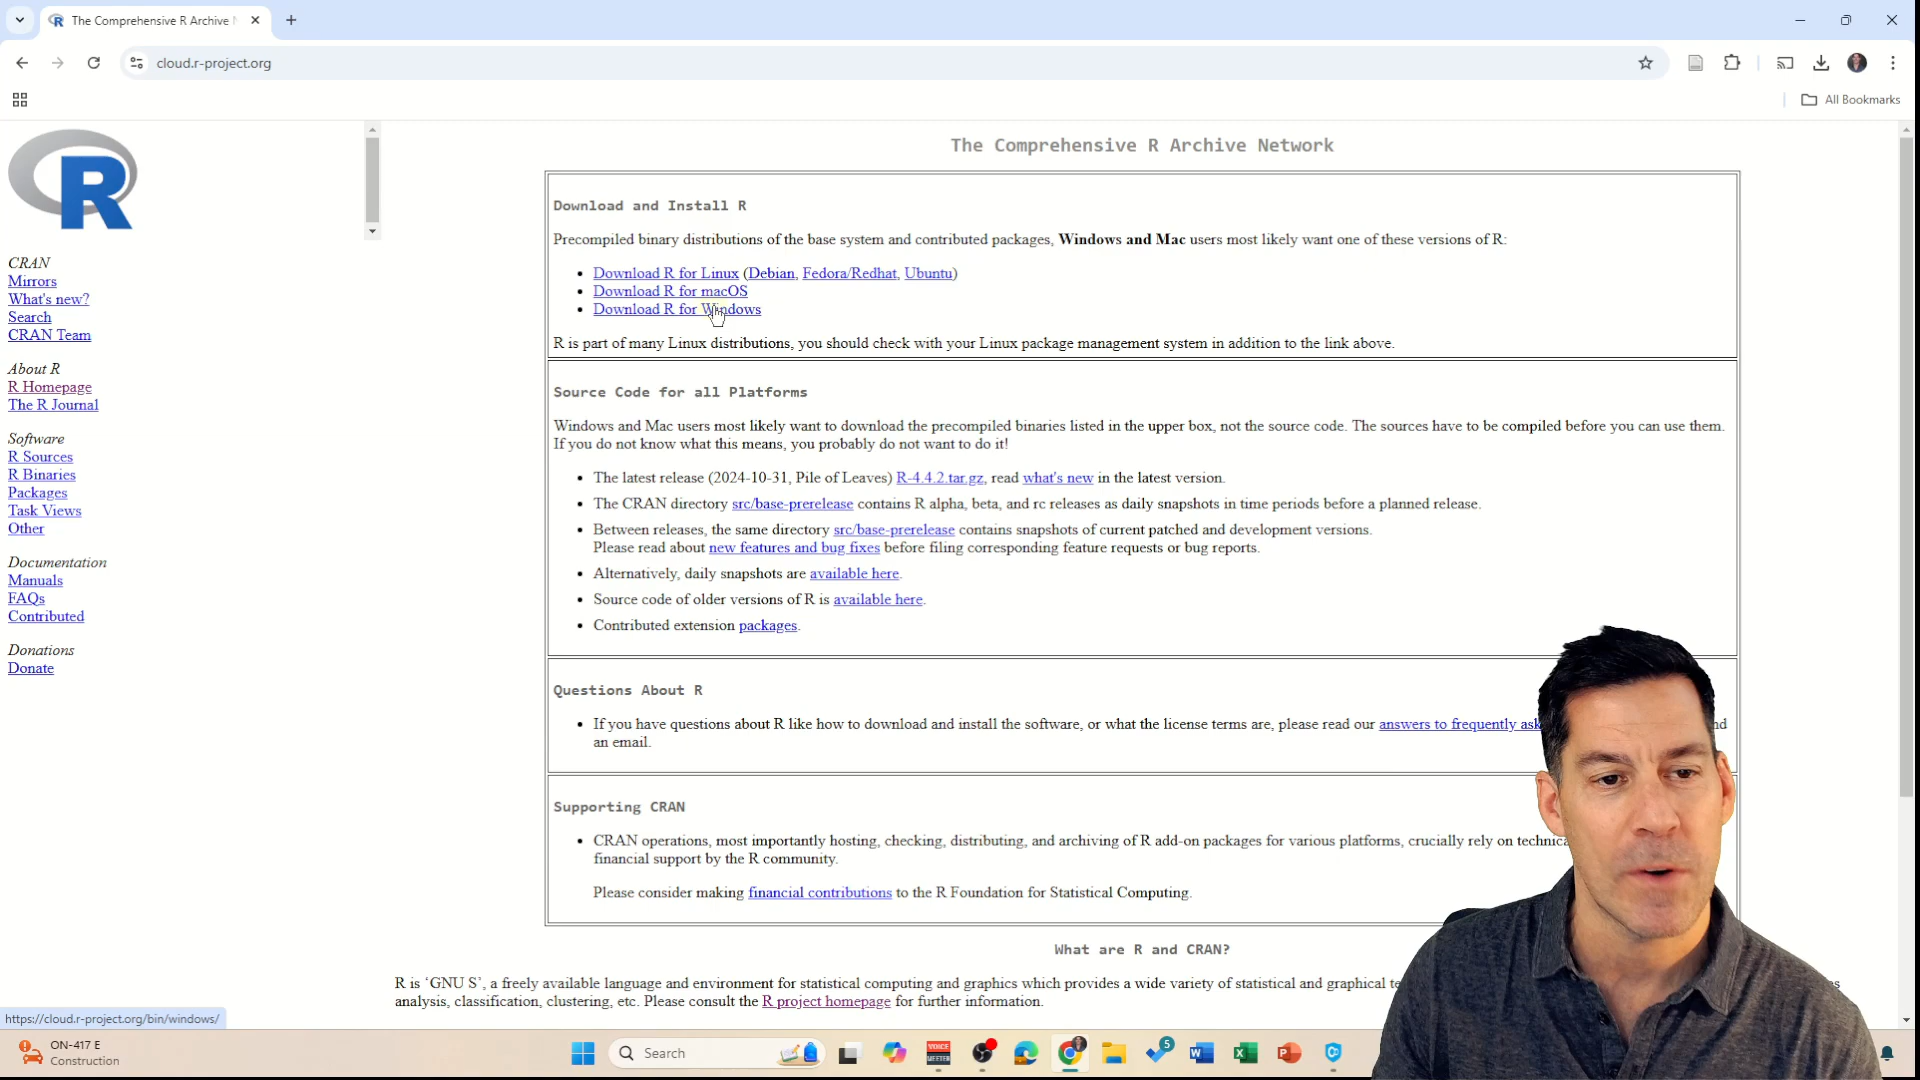 The Comprehensive R Archive N
cloud.r-project.org
All Bookmarks
R
CRAN
Mirrors
What's new?
Search
CRAN Team
About R
R Homepage
The R Journal
Software
R Sources
R Binaries
Packages
Task Views
Other
Documentation
Manuals
FAQs
Contributed
Donations
Donate
The Comprehensive R Archive Network
Download and Install R
Precompiled binary distributions of the base system and contributed packages, Windows and Mac users most likely want one of these versions of R:
Download R for Linux (Debian, Fedora/Redhat, Ubuntu)
Download R for macOS
Download R for Windows
R is part of many Linux distributions, you should check with your Linux package management system in addition to the link above.
Source Code for all Platforms
Windows and Mac users most likely want to download the precompiled binaries listed in the upper box, not the source code. The sources have to be compiled before you can use them.
If you do not know what this means, you probably do not want to do it!
The latest release (2024-10-31, Pile of Leaves) R-4.4.2.tar.gz, read what's new in the latest version.
The CRAN directory src/base-prerelease contains R alpha, beta, and rc releases as daily snapshots in time periods before a planned release.
Between releases, the same directory src/base-prerelease contains snapshots of current patched and development versions.
Please read about new features and bug fixes before filing corresponding feature requests or bug reports.
Alternatively, daily snapshots are available here.
Source code of older versions of R is available here.
Contributed extension packages.
Questions About R
If you have questions about R like how to download and install the software, or what the license terms are, please read our answers to frequently ask
an email.
Supporting CRAN
CRAN operations, most importantly hosting, checking, distributing, and archiving of R add-on packages for various platforms, crucially rely on technica
financial support by the R community.
Please consider making financial contributions to the R Foundation for Statistical Computing.
What are R and CRAN?
R is ‘GNU S’, a freely available language and environment for statistical computing and graphics which provides a wide variety of statistical and graphical te
analysis, classification, clustering, etc. Please consult the R project homepage for further information.
https://cloud.r-project.org/bin/windows/
ON-417 E
Construction
Search
VOICE
MEETER
5